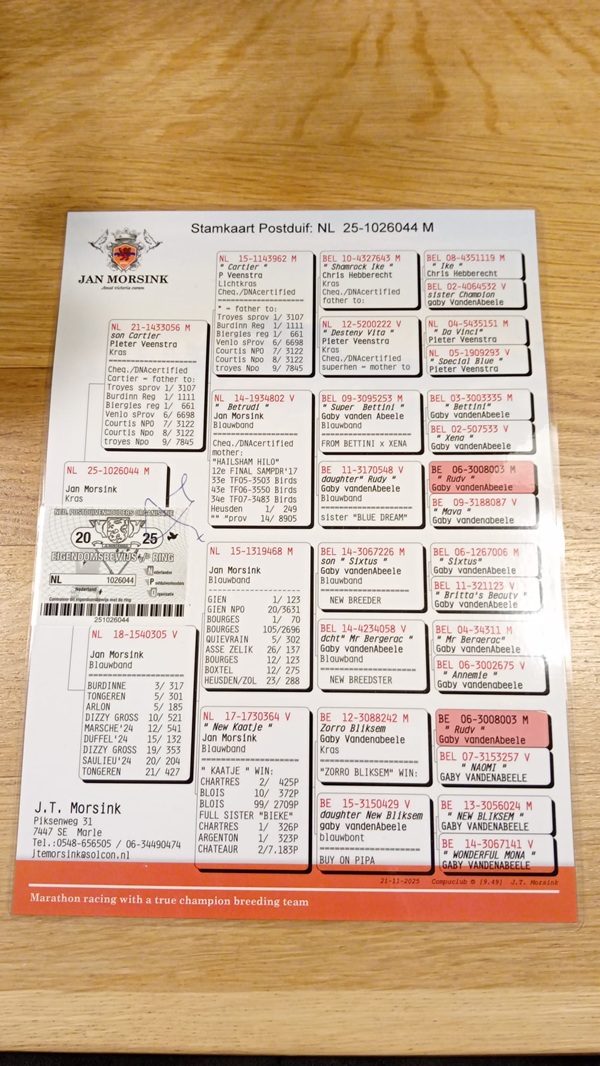 Stamkaart Postduif: NL 25-1026044 M
JAN MORSINK
NL 25-1026044 M
Jan Morsink
Kras
NED. POSTDUIVENHOUDERS ORGANISATIE
20 25
EIGENDOMSBEWIJS RING
NL 1026044
Nederlandse
Postduivenhouders
Organisatie
251026044
NL 21-1433056 M
son Cartier
Pieter Veenstra
Kras
Cheq./DNAcertified
Cartier = father to:
Troyes sprov 1/ 3107
Burdinn Reg 1/ 1111
Biergies reg 1/ 661
Venlo sProv 6/ 6698
Courtis NPO 7/ 3122
Courtis Npo 8/ 3122
troyes Npo 9/ 7845
NL 18-1540305 V
Jan Morsink
Blauwband
BURDINNE 3/ 317
TONGEREN 5/ 301
ARLON 5/ 185
DIZZY GROSS 10/ 521
MARSCHE'24 12/ 541
DUFFEL'24 15/ 132
DIZZY GROSS 19/ 353
SAULIEU'24 20/ 204
TONGEREN 21/ 427
NL 15-1143962 M
" Cartier "
P Veenstra
Lichtkras
Cheq./DNAcertified
" = father to:
Troyes sprov 1/ 3107
Burdinn Reg 1/ 1111
Biergies reg 1/ 661
Venlo sProv 6/ 6698
Courtis NPO 7/ 3122
Courtis Npo 8/ 3122
troyes Npo 9/ 7845
NL 14-1934802 V
" Betrudi "
Jan Morsink
Blauwband
Cheq./DNAcertified
mother:
"HAILSHAM HILO"
12e FINAL SAMPDR'17
33e TF05-3503 Birds
43e TF06-3550 Birds
34e TF07-3483 Birds
Heusden 1/ 249
"" "prov 14/ 8905
NL 15-1319468 M
Jan Morsink
Blauwband
GIEN 1/ 123
GIEN NPO 20/3631
BOURGES 1/ 70
BOURGES 105/2696
QUIEVRAIN 5/ 302
ASSE ZELIK 26/ 137
BOURGES 12/ 123
BOXTEL 12/ 275
HEUSDEN/ZOL 23/ 288
NL 17-1730364 V
" New Kaatje "
Jan Morsink
Blauwband
" KAATJE " WIN:
CHARTRES 2/ 425P
BLOIS 10/ 372P
BLOIS 99/ 2709P
FULL SISTER "BIEKE"
CHARTRES 1/ 326P
ARGENTON 1/ 323P
CHATEAUR 2/7.183P
BEL 10-4327643 M
" Shamrock Ike "
Chris Hebberecht
Kras
Cheq./DNAcertified
father to:
NL 12-5200222 V
" Desteny Vita "
Pieter Veenstra
Kras
Cheq./DNAcertified
superhen = mother to
BEL 09-3095253 M
" Super Bettini "
Gaby vanden Abeele
Blauwband
FROM BETTINI x XENA
BE 11-3170548 V
daughter" Rudy "
Gaby vandenAbeele
Blauwband
sister "BLUE DREAM"
BEL 14-3067226 M
son " Sixtus "
Gaby vandenAbeele
Blauwband
NEW BREEDER
BEL 14-4234058 V
dcht" Mr Bergerac "
Gaby vandenAbeele
Blauwband
NEW BREEDSTER
BE 12-3088242 M
Zorro Bliksem
Gaby VandenAbeele
Kras
"ZORRO BLIKSEM" WIN:
BE 15-3150429 V
daughter New Bliksem
gaby vandenAbeele
blauwbont
BUY ON PIPA
BEL 08-4351119 M
" Ike "
Chris Hebberecht
BEL 02-4064532 V
sister Champion
gaby VandenAbeele
NL 04-5435151 M
" Da Vinci"
Pieter Veenstra
NL 05-1909293 V
" Special Blue "
Pieter Veenstra
BEL 03-3003335 M
" Bettini"
Gaby vandenAbeele
BEL 02-507533 V
" Xena "
Gaby vandenAbeele
BE 06-3008003 M
" Rudy "
Gaby VandenAbeele
BE 09-3188087 V
" Mava "
Gaby vandenabeele
BEL 06-1267006 M
" Sixtus"
Gaby vandenAbeele
BEL 11-321123 V
" Britta's Beauty "
Gaby VandenAbeele
BEL 04-34311 M
" Mr Bergerac"
Gaby vandenAbeele
BEL 06-3002675 V
" Annemie "
Gaby vandenabeele
BE 06-3008003 M
" Rudy "
Gaby VandenAbeele
BEL 07-3153257 V
" NAOMI "
GABY VANDENABEELE
BE 13-3056024 M
" NEW BLIKSEM "
GABY VANDENABEELE
BE 14-3067141 V
" WONDERFUL MONA "
GABY VANDENABEELE
J.T. Morsink
Piksenweg 31
7447 SE Marle
Tel.:0548-656505 / 06-34490474
jtemorsink@solcon.nl
21-11-2025 Compuclub © [9.49] J.T. Morsink
Marathon racing with a true champion breeding team